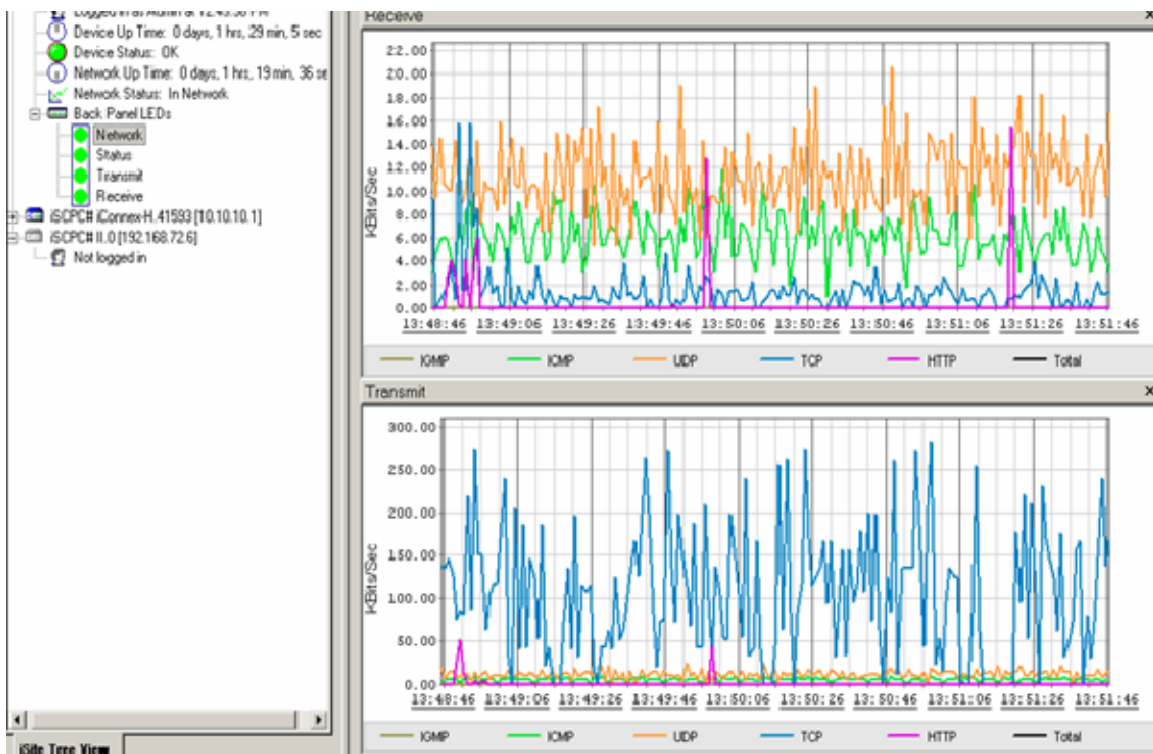 Logged in as Admin at 12:43:58 PM
Device Up Time: 0 days, 1 hrs, 29 min, 5 sec
Device Status: OK
Network Up Time: 0 days, 1 hrs, 19 min, 36 se
Network Status: In Network
Back Panel LEDs
Network
Status
Transmit
Receive
iSCPC# iConnex-H. 41593 [10.10.10.1]
iSCPC# II..0 [192.168.72.6]
Not logged in
iSite Tree View
Receive x
22.00
20.00
18.00
16.00
14.00
12.00
10.00
8.00
6.00
4.00
2.00
0.00
KBits/Sec
13:48:46 13:49:06 13:49:26 13:49:46 13:50:06 13:50:26 13:50:46 13:51:06 13:51:26 13:51:46
IGMP ICMP UDP TCP HTTP Total
Transmit x
300.00
250.00
200.00
150.00
100.00
50.00
0.00
KBits/Sec
13:48:46 13:49:06 13:49:26 13:49:46 13:50:06 13:50:26 13:50:46 13:51:06 13:51:26 13:51:46
IGMP ICMP UDP TCP HTTP Total